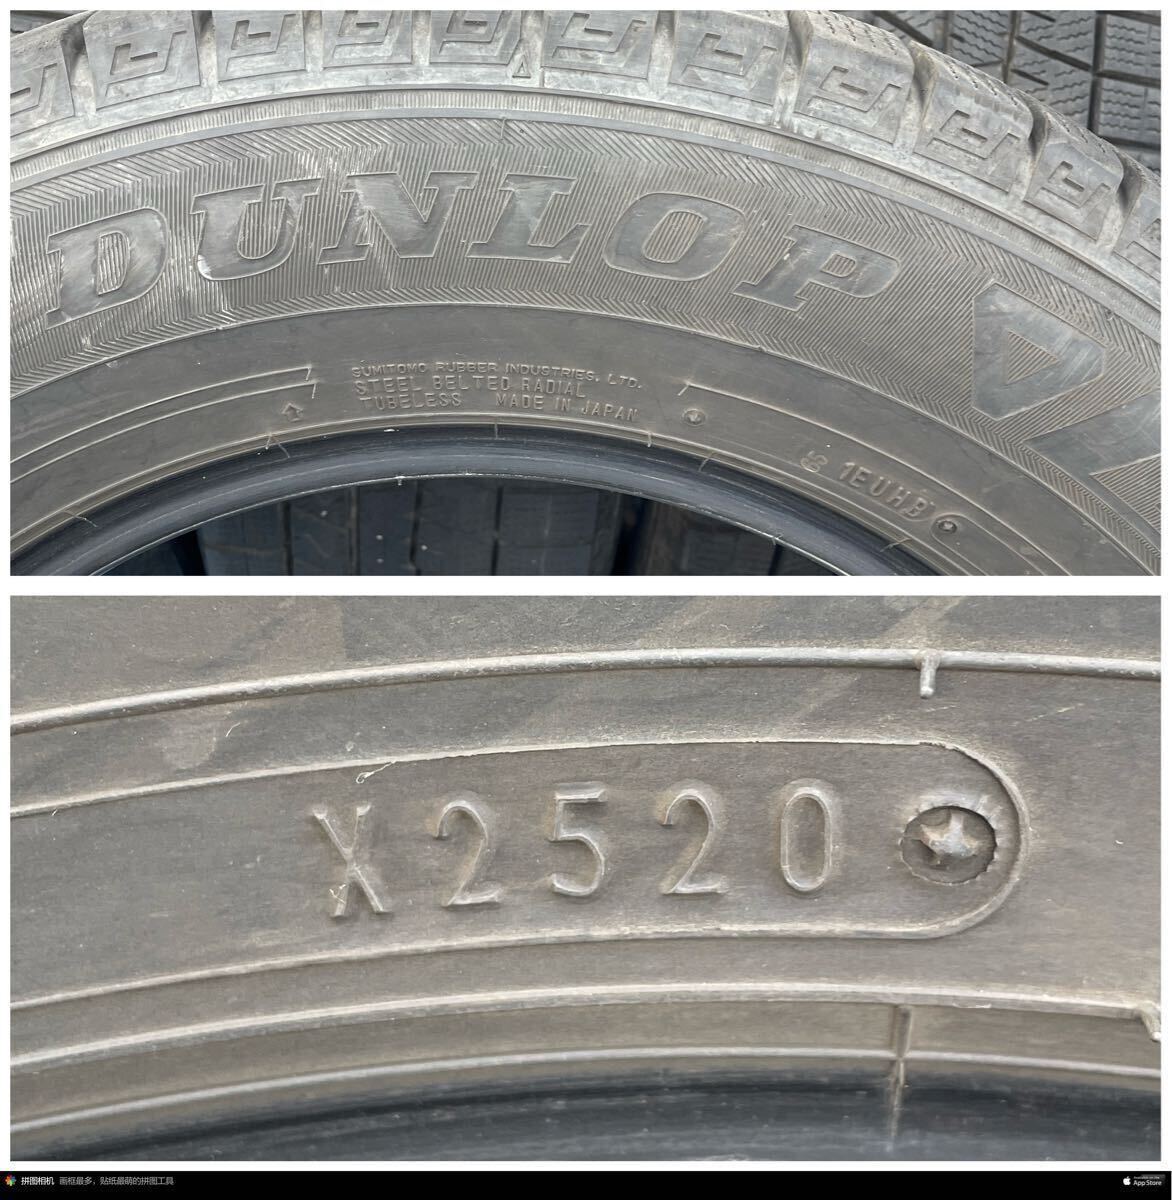 DUNLOP
SUMITOMO RUBBER INDUSTRIES, LTD.
STEEL BELTED RADIAL
TUBELESS MADE IN JAPAN
1EUHB
X2520
拼图相机 画框最多，贴纸最萌的拼图工具
App Store